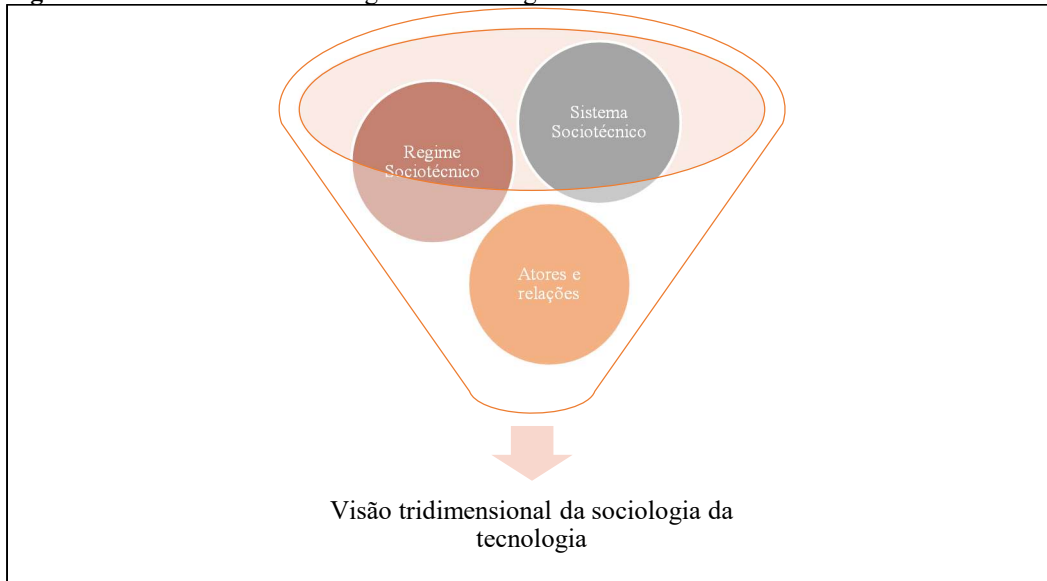 Sistema
Sociotécnico
Regime
Sociotécnico
Atores e
relações
Visão tridimensional da sociologia da
tecnologia